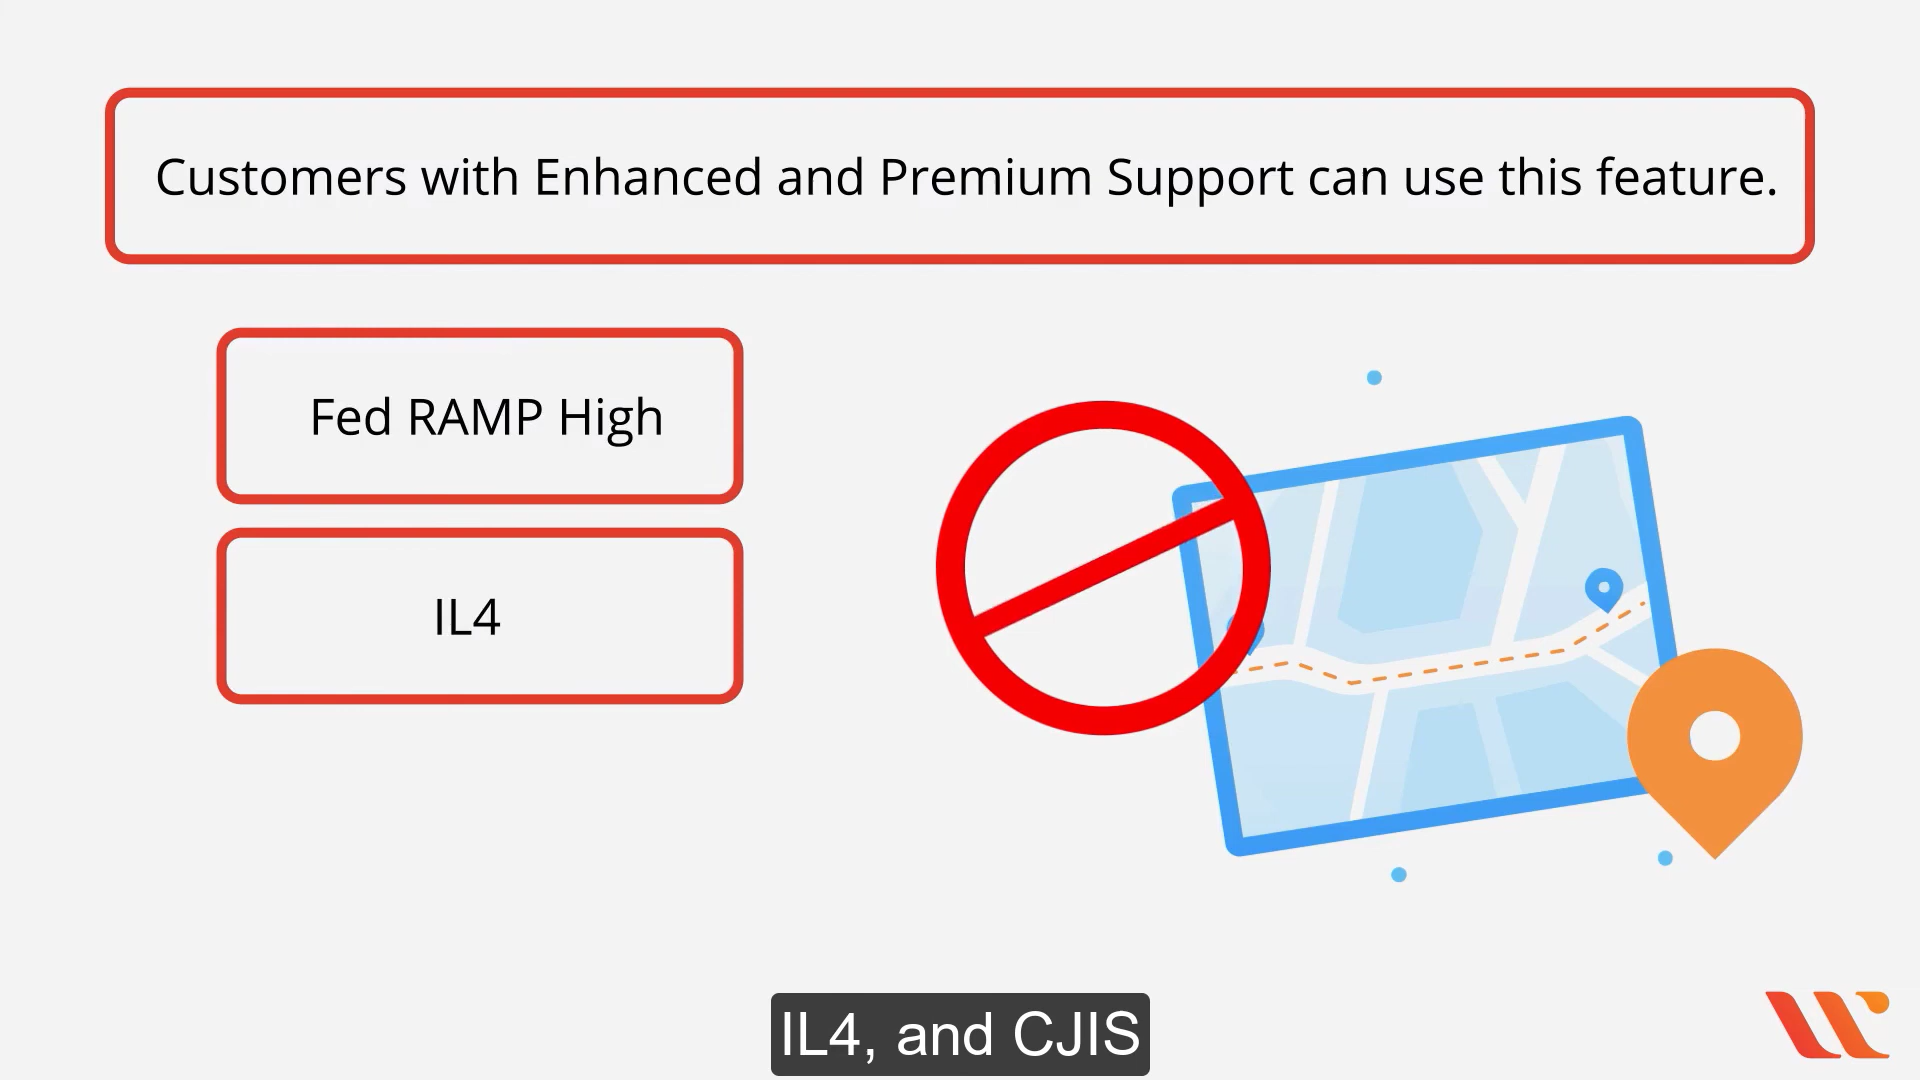 Customers with Enhanced and Premium Support can use this feature.
Fed RAMP High
IL4
IL4, and CJIS